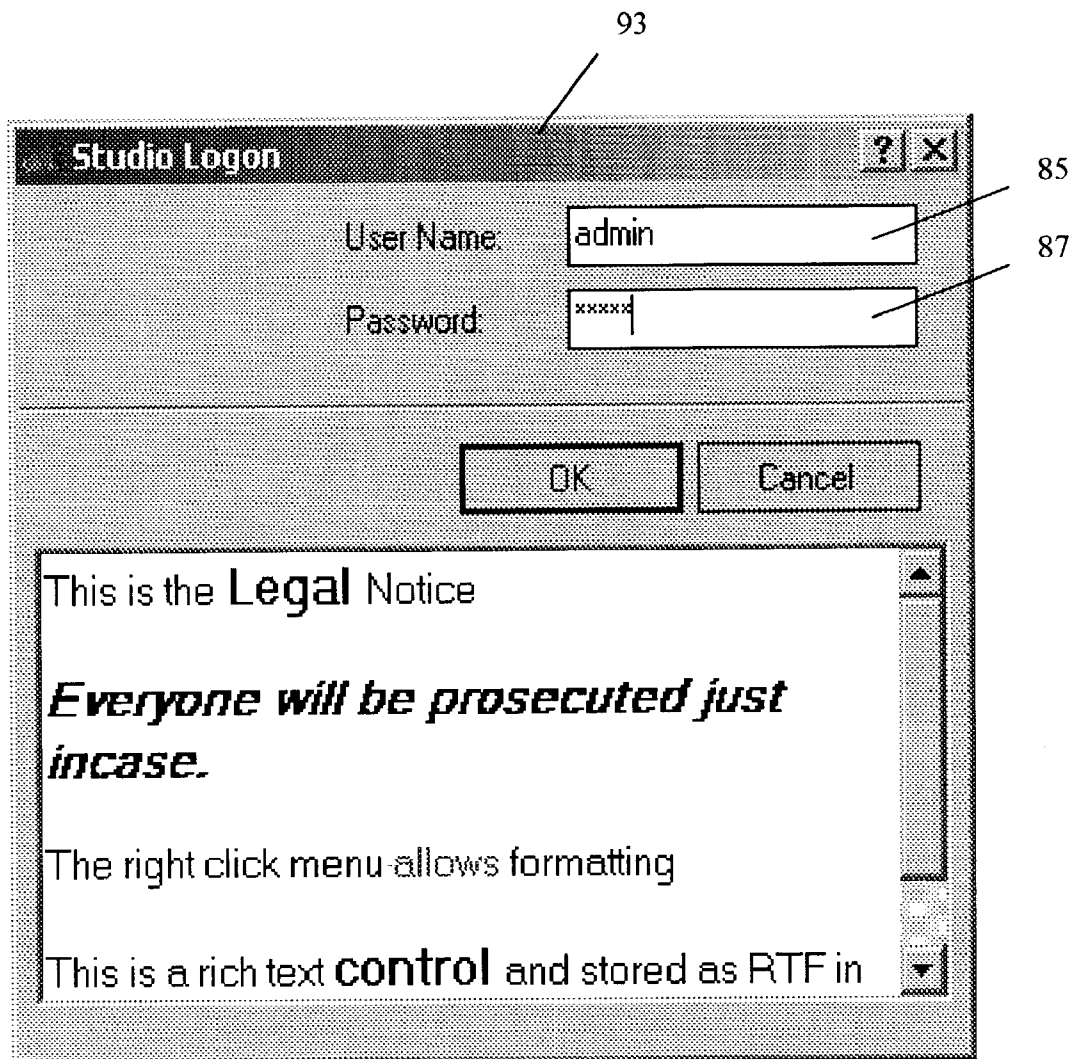 93
Studio Logon
? X
85
User Name: admin
87
Password: xxxxx
OK Cancel
This is the Legal Notice
Everyone will be prosecuted just
incase.
The right click menu allows formatting
This is a rich text control and stored as RTF in